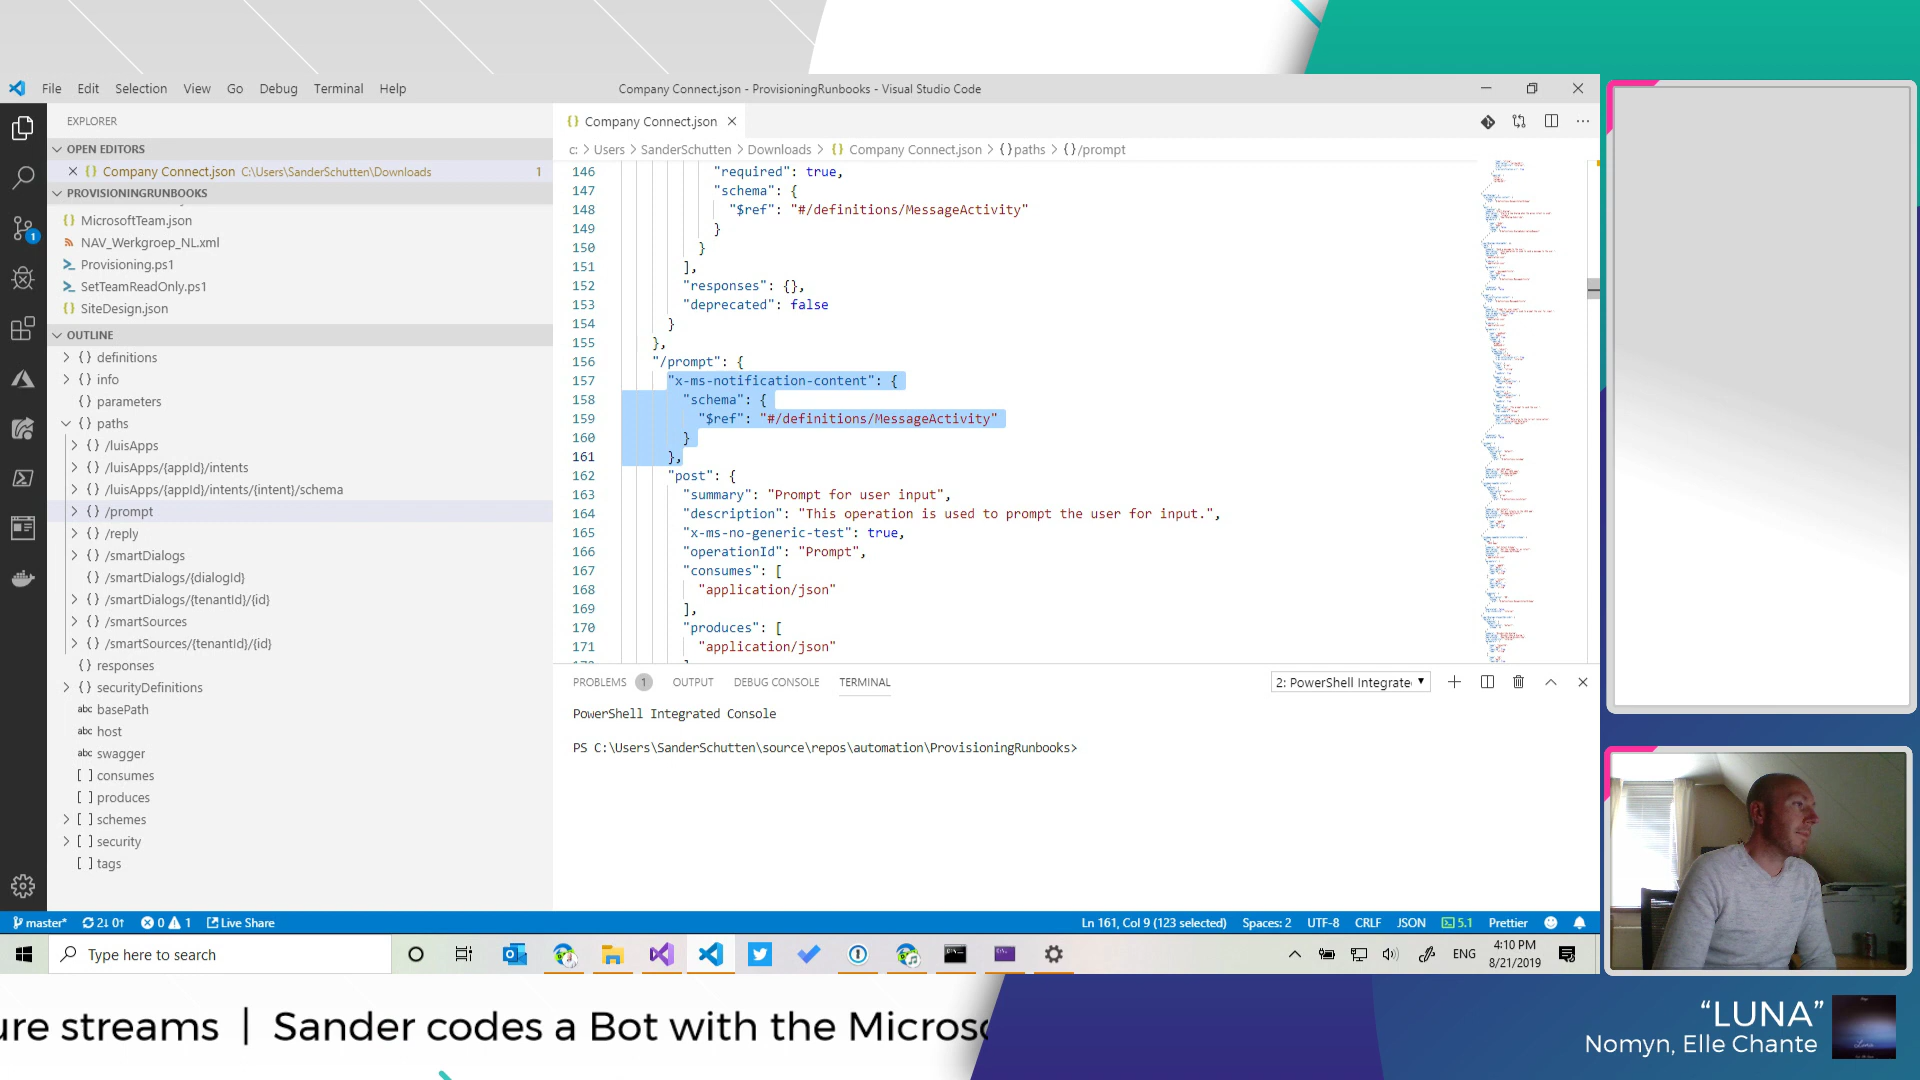 File Edit Selection View Go Debug Terminal Help
Company Connect.json - ProvisioningRunbooks - Visual Studio Code
EXPLORER
OPEN EDITORS
Company Connect.json C:\Users\SanderSchutten\Downloads 1
PROVISIONINGRUNBOOKS
MicrosoftTeam.json
NAV_Werkgroep_NL.xml
Provisioning.ps1
SetTeamReadOnly.ps1
SiteDesign.json
OUTLINE
{} definitions
{} info
{} parameters
{} paths
{} /luisApps
{} /luisApps/{appId}/intents
{} /luisApps/{appId}/intents/{intent}/schema
{} /prompt
{} /reply
{} /smartDialogs
{} /smartDialogs/{dialogId}
{} /smartDialogs/{tenantId}/{id}
{} /smartSources
{} /smartSources/{tenantId}/{id}
{} responses
{} securityDefinitions
abc basePath
abc host
abc swagger
[ ] consumes
[ ] produces
[ ] schemes
[ ] security
[ ] tags
1
{} Company Connect.json
c: > Users > SanderSchutten > Downloads > {} Company Connect.json > {} paths > {} /prompt
146 "required": true,
147 "schema": {
148 "$ref": "#/definitions/MessageActivity"
149 }
150 }
151 ],
152 "responses": {},
153 "deprecated": false
154 }
155 },
156 "/prompt": {
157 "x-ms-notification-content": {
158 "schema": {
159 "$ref": "#/definitions/MessageActivity"
160 }
161 },
162 "post": {
163 "summary": "Prompt for user input",
164 "description": "This operation is used to prompt the user for input.",
165 "x-ms-no-generic-test": true,
166 "operationId": "Prompt",
167 "consumes": [
168 "application/json"
169 ],
170 "produces": [
171 "application/json"
PROBLEMS 1 OUTPUT DEBUG CONSOLE TERMINAL
2: PowerShell Integrate
PowerShell Integrated Console
PS C:\Users\SanderSchutten\source\repos\automation\ProvisioningRunbooks>
master* 2↓ 0↑ 0 1 Live Share
Ln 161, Col 9 (123 selected) Spaces: 2 UTF-8 CRLF JSON 5.1 Prettier
Type here to search
ENG
4:10 PM
8/21/2019
ure streams | Sander codes a Bot with the Micros
“LUNA”
Nomyn, Elle Chante